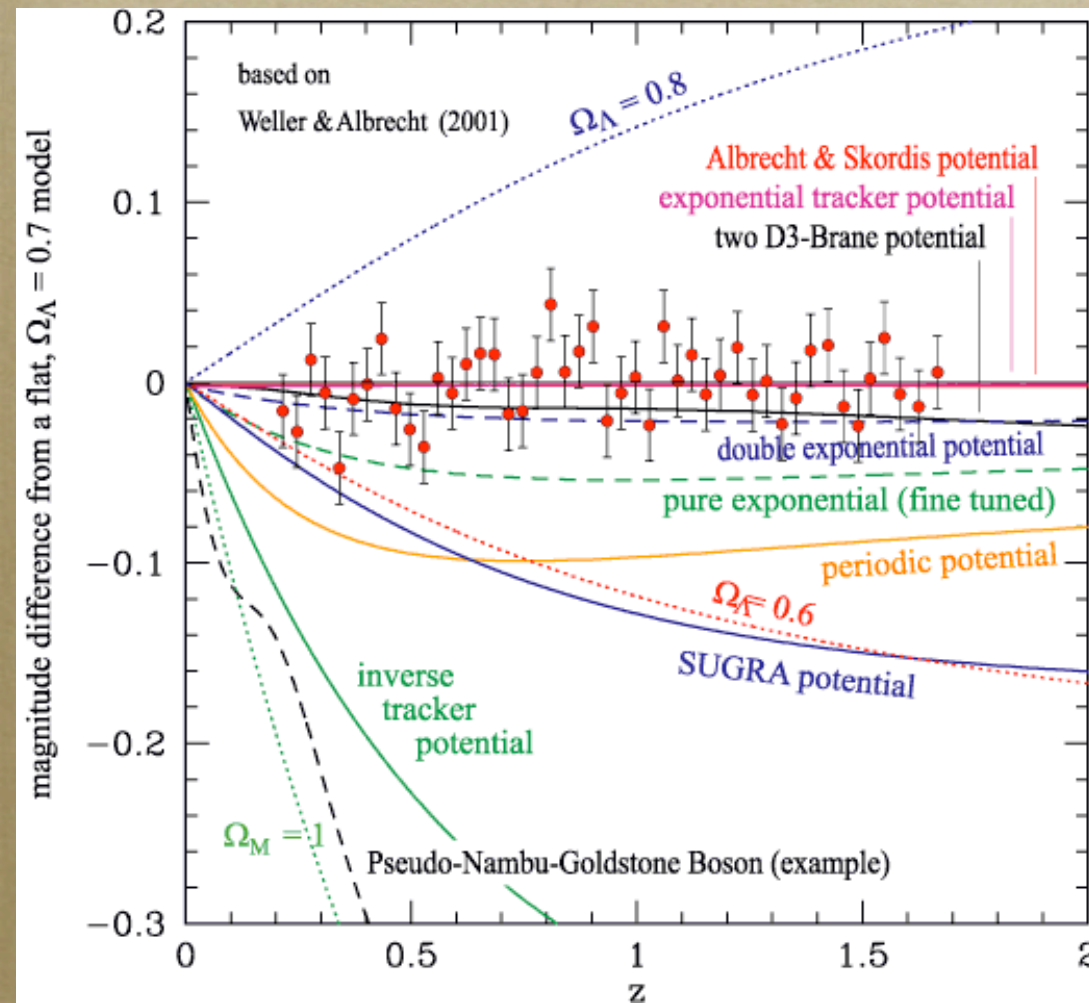 0.2
0.1
0
−0.1
−0.2
−0.3
magnitude difference from a flat, ΩΛ = 0.7 model
based on
Weller & Albrecht (2001)
ΩΛ = 0.8
Albrecht & Skordis potential
exponential tracker potential
two D3-Brane potential
double exponential potential
pure exponential (fine tuned)
periodic potential
ΩΛ = 0.6
SUGRA potential
inverse
tracker
potential
ΩM = 1
Pseudo-Nambu-Goldstone Boson (example)
0
0.5
1
1.5
2
z